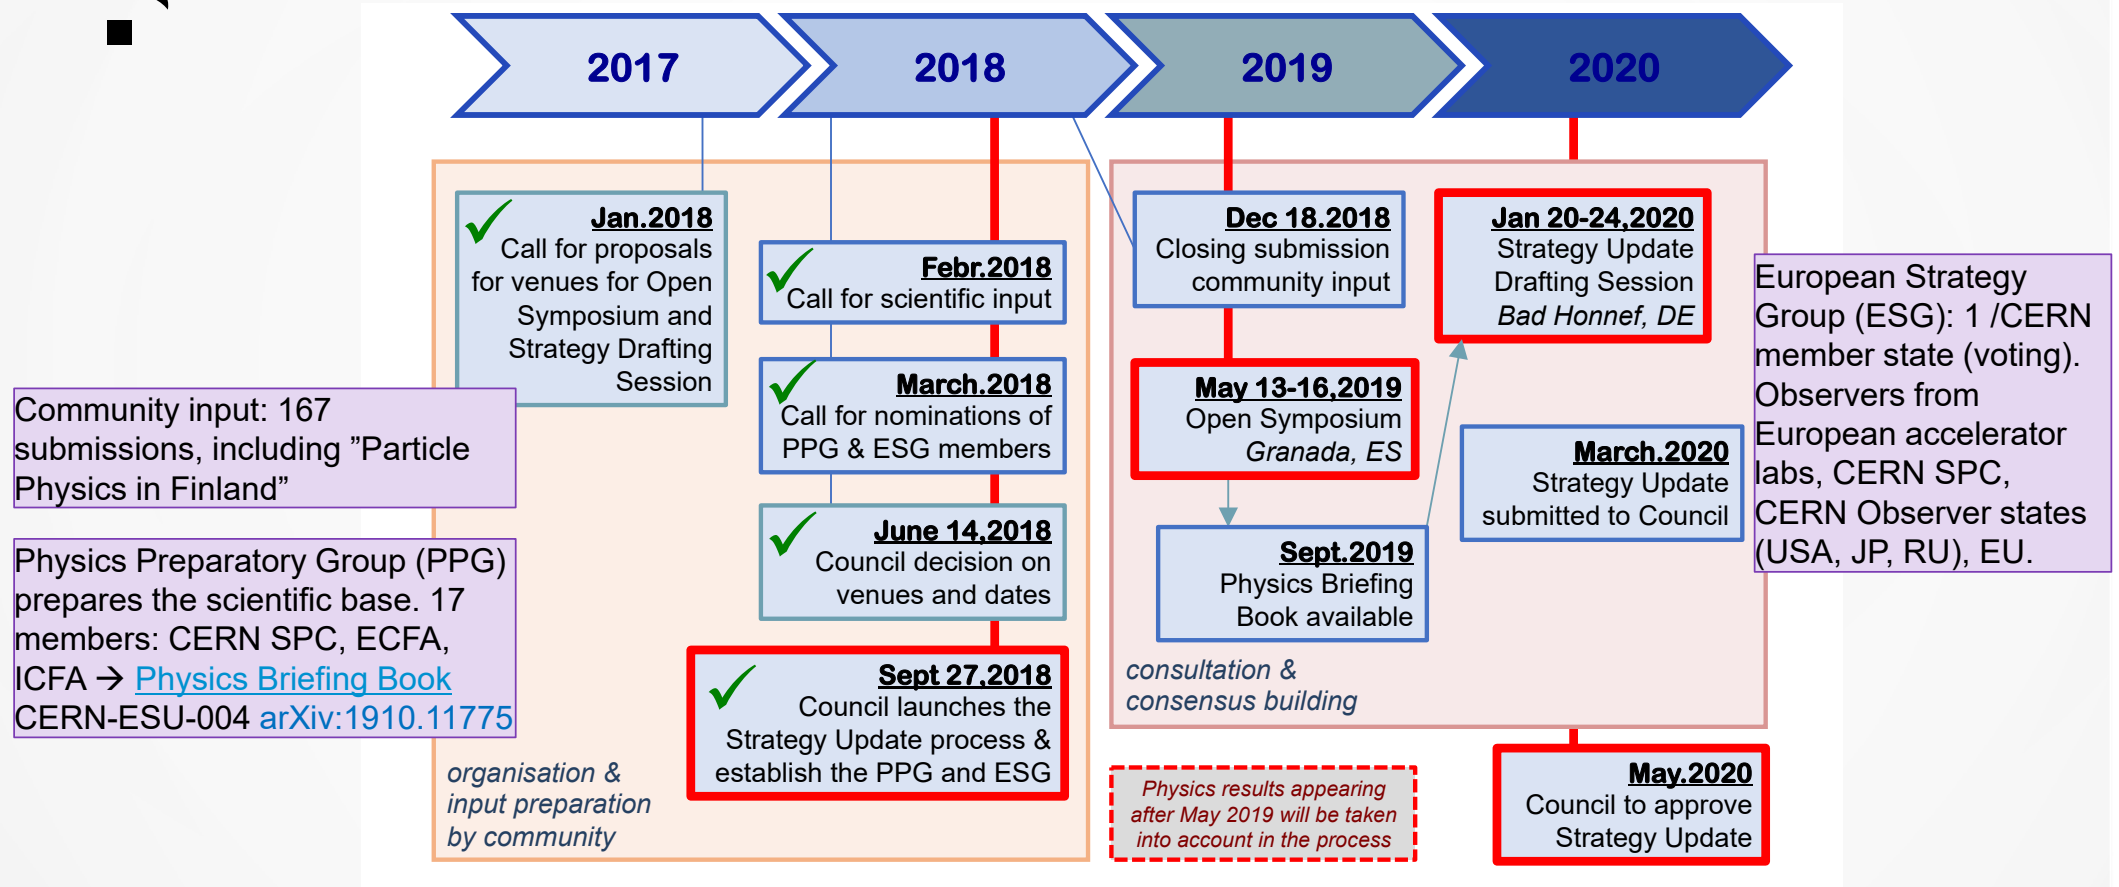 2017
2018
2019
2020
Jan.2018
Call for proposals
for venues for Open
Symposium and
Strategy Drafting
Session
Febr.2018
Call for scientific input
March.2018
Call for nominations of
PPG & ESG members
June 14,2018
Council decision on
venues and dates
Sept 27,2018
Council launches the
Strategy Update process &
establish the PPG and ESG
organisation &
input preparation
by community
Community input: 167
submissions, including ”Particle
Physics in Finland”
Physics Preparatory Group (PPG)
prepares the scientific base. 17
members: CERN SPC, ECFA,
ICFA → Physics Briefing Book
CERN-ESU-004 arXiv:1910.11775
Dec 18.2018
Closing submission
community input
May 13-16,2019
Open Symposium
Granada, ES
Sept.2019
Physics Briefing
Book available
consultation &
consensus building
Physics results appearing
after May 2019 will be taken
into account in the process
Jan 20-24,2020
Strategy Update
Drafting Session
Bad Honnef, DE
March.2020
Strategy Update
submitted to Council
May.2020
Council to approve
Strategy Update
European Strategy
Group (ESG): 1 /CERN
member state (voting).
Observers from
European accelerator
labs, CERN SPC,
CERN Observer states
(USA, JP, RU), EU.